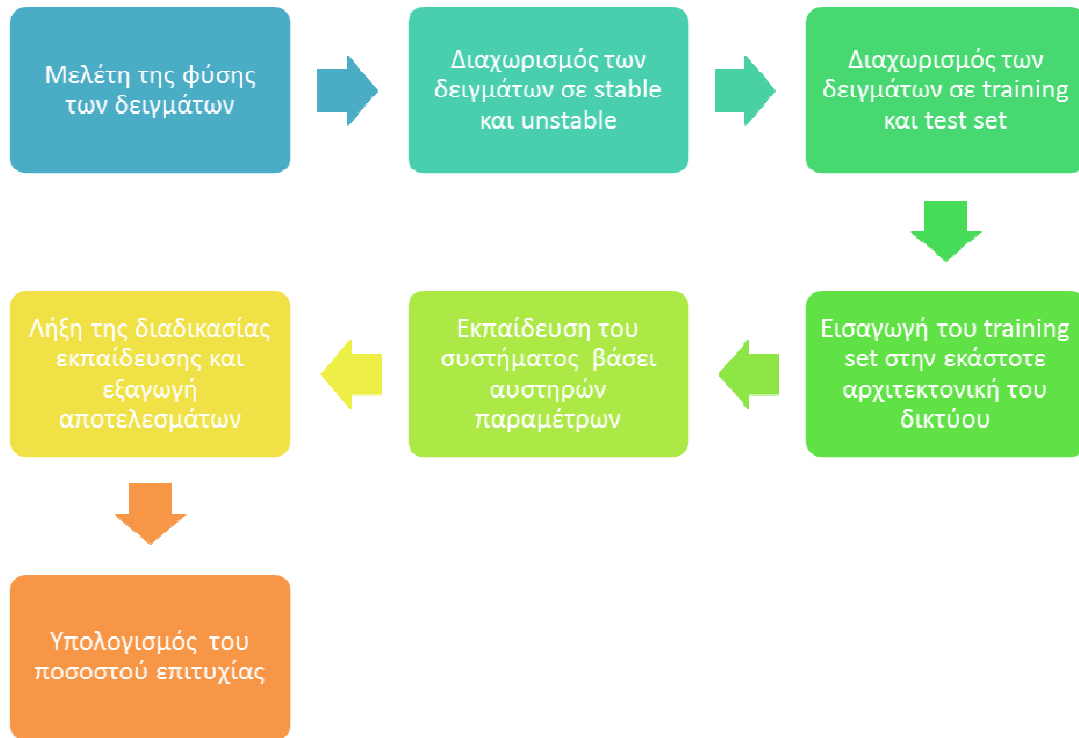 Μελέτη της φύσης
των δειγμάτων
Διαχωρισμός των
δειγμάτων σε stable
και unstable
Διαχωρισμός των
δειγμάτων σε training
και test set
Εισαγωγή του training
set στην εκάστοτε
αρχιτεκτονική του
δικτύου
Εκπαίδευση του
συστήματος βάσει
αυστηρών
παραμέτρων
Λήξη της διαδικασίας
εκπαίδευσης και
εξαγωγή
αποτελεσμάτων
Υπολογισμός του
ποσοστού επιτυχίας